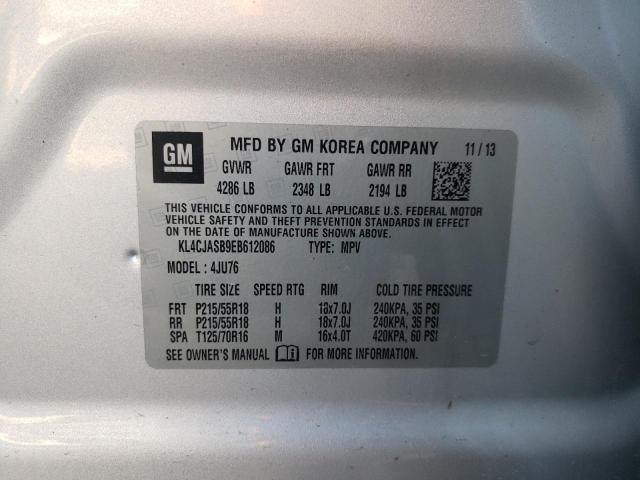 GM MFD BY GM KOREA COMPANY 11 / 13
GVWR GAWR FRT GAWR RR
4286 LB 2348 LB 2194 LB
THIS VEHICLE CONFORMS TO ALL APPLICABLE U.S. FEDERAL MOTOR
VEHICLE SAFETY AND THEFT PREVENTION STANDARDS IN EFFECT
ON THE DATE OF MANUFACTURE SHOWN ABOVE.
KL4CJASB9EB612086 TYPE: MPV
MODEL : 4JU76
TIRE SIZE SPEED RTG RIM COLD TIRE PRESSURE
FRT P215/55R18 H 18x7.0J 240KPA, 35 PSI
RR P215/55R18 H 18x7.0J 240KPA, 35 PSI
SPA T125/70R16 M 16x4.0T 420KPA, 60 PSI
SEE OWNER'S MANUAL FOR MORE INFORMATION.